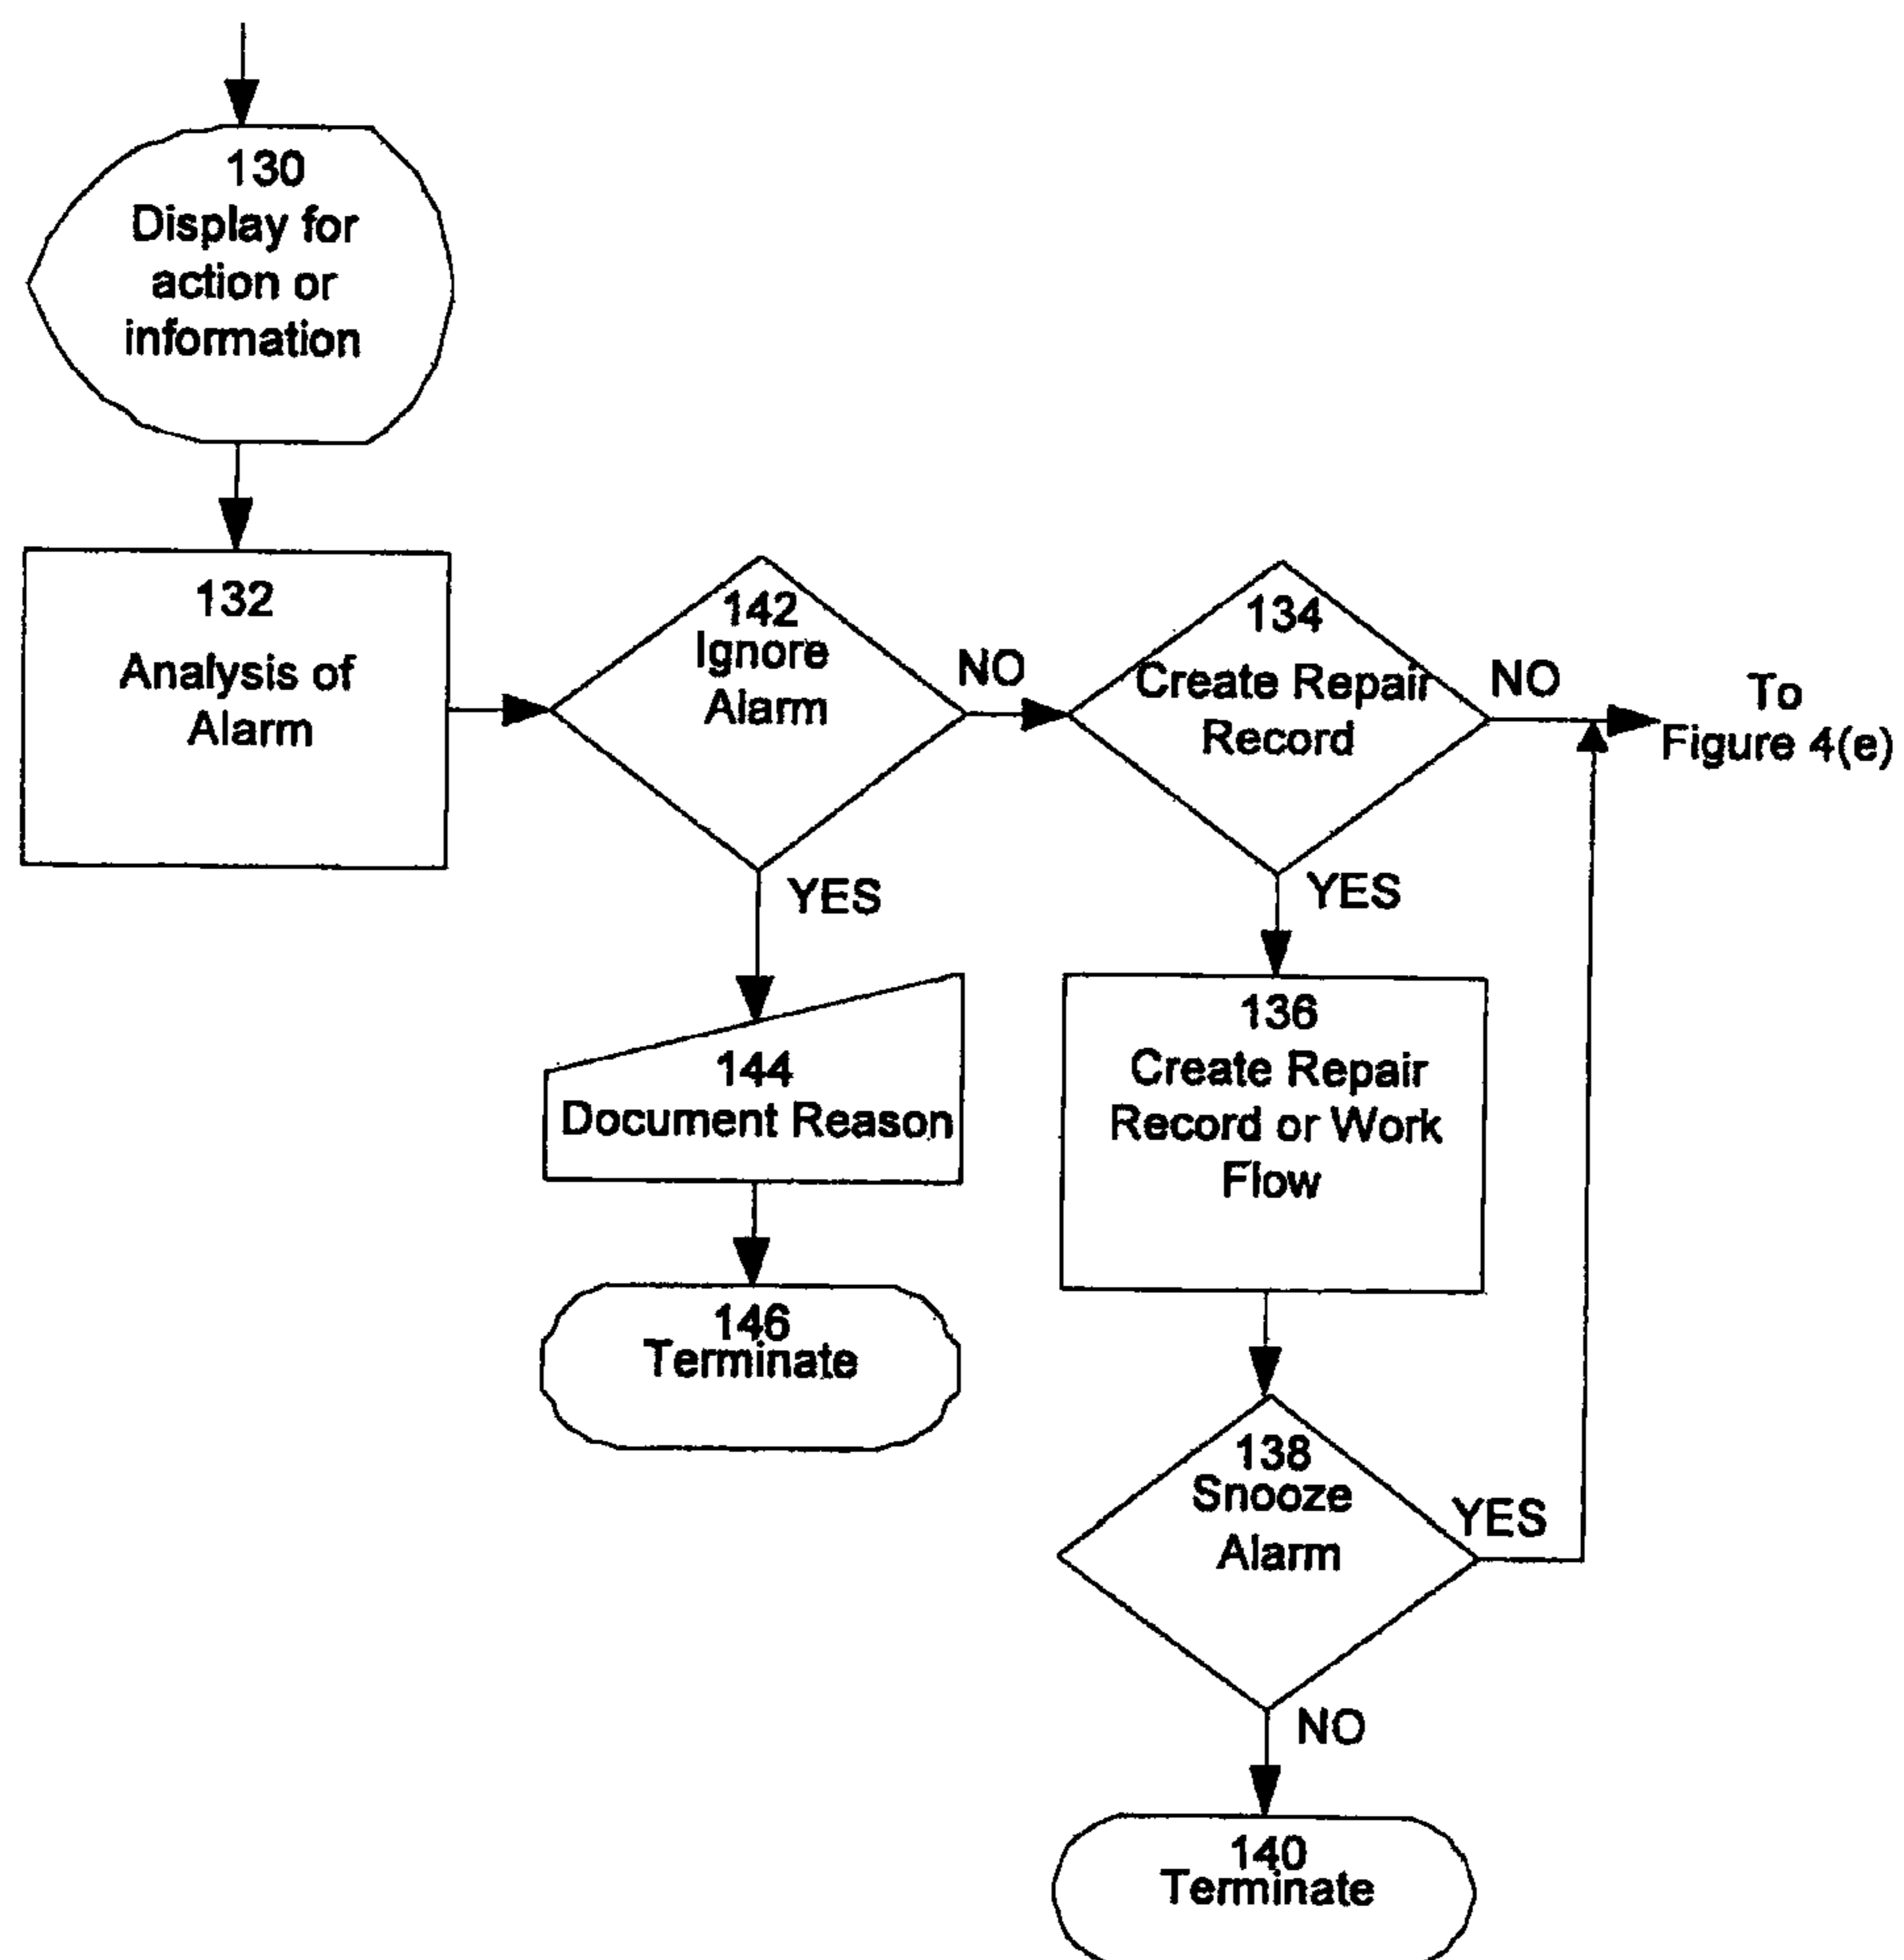 130
Display for
action or
information
132
Analysis of
Alarm
142
Ignore
Alarm
NO
YES
134
Create Repair
Record
NO
To
Figure 4(e)
YES
144
Document Reason
146
Terminate
136
Create Repair
Record or Work
Flow
138
Snooze
Alarm
YES
NO
140
Terminate